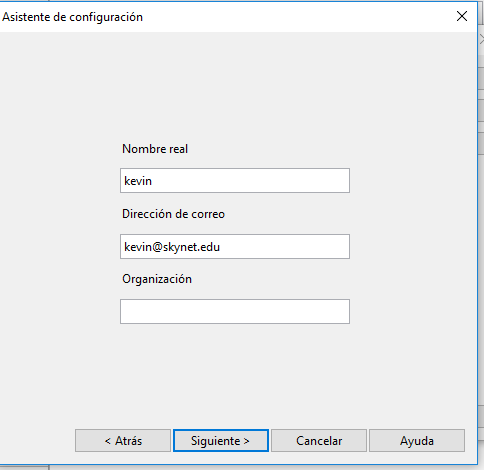 Asistente de configuración
Nombre real
kevin
Dirección de correo
kevin@skynet.edu
Organización
< Atrás
Siguiente >
Cancelar
Ayuda